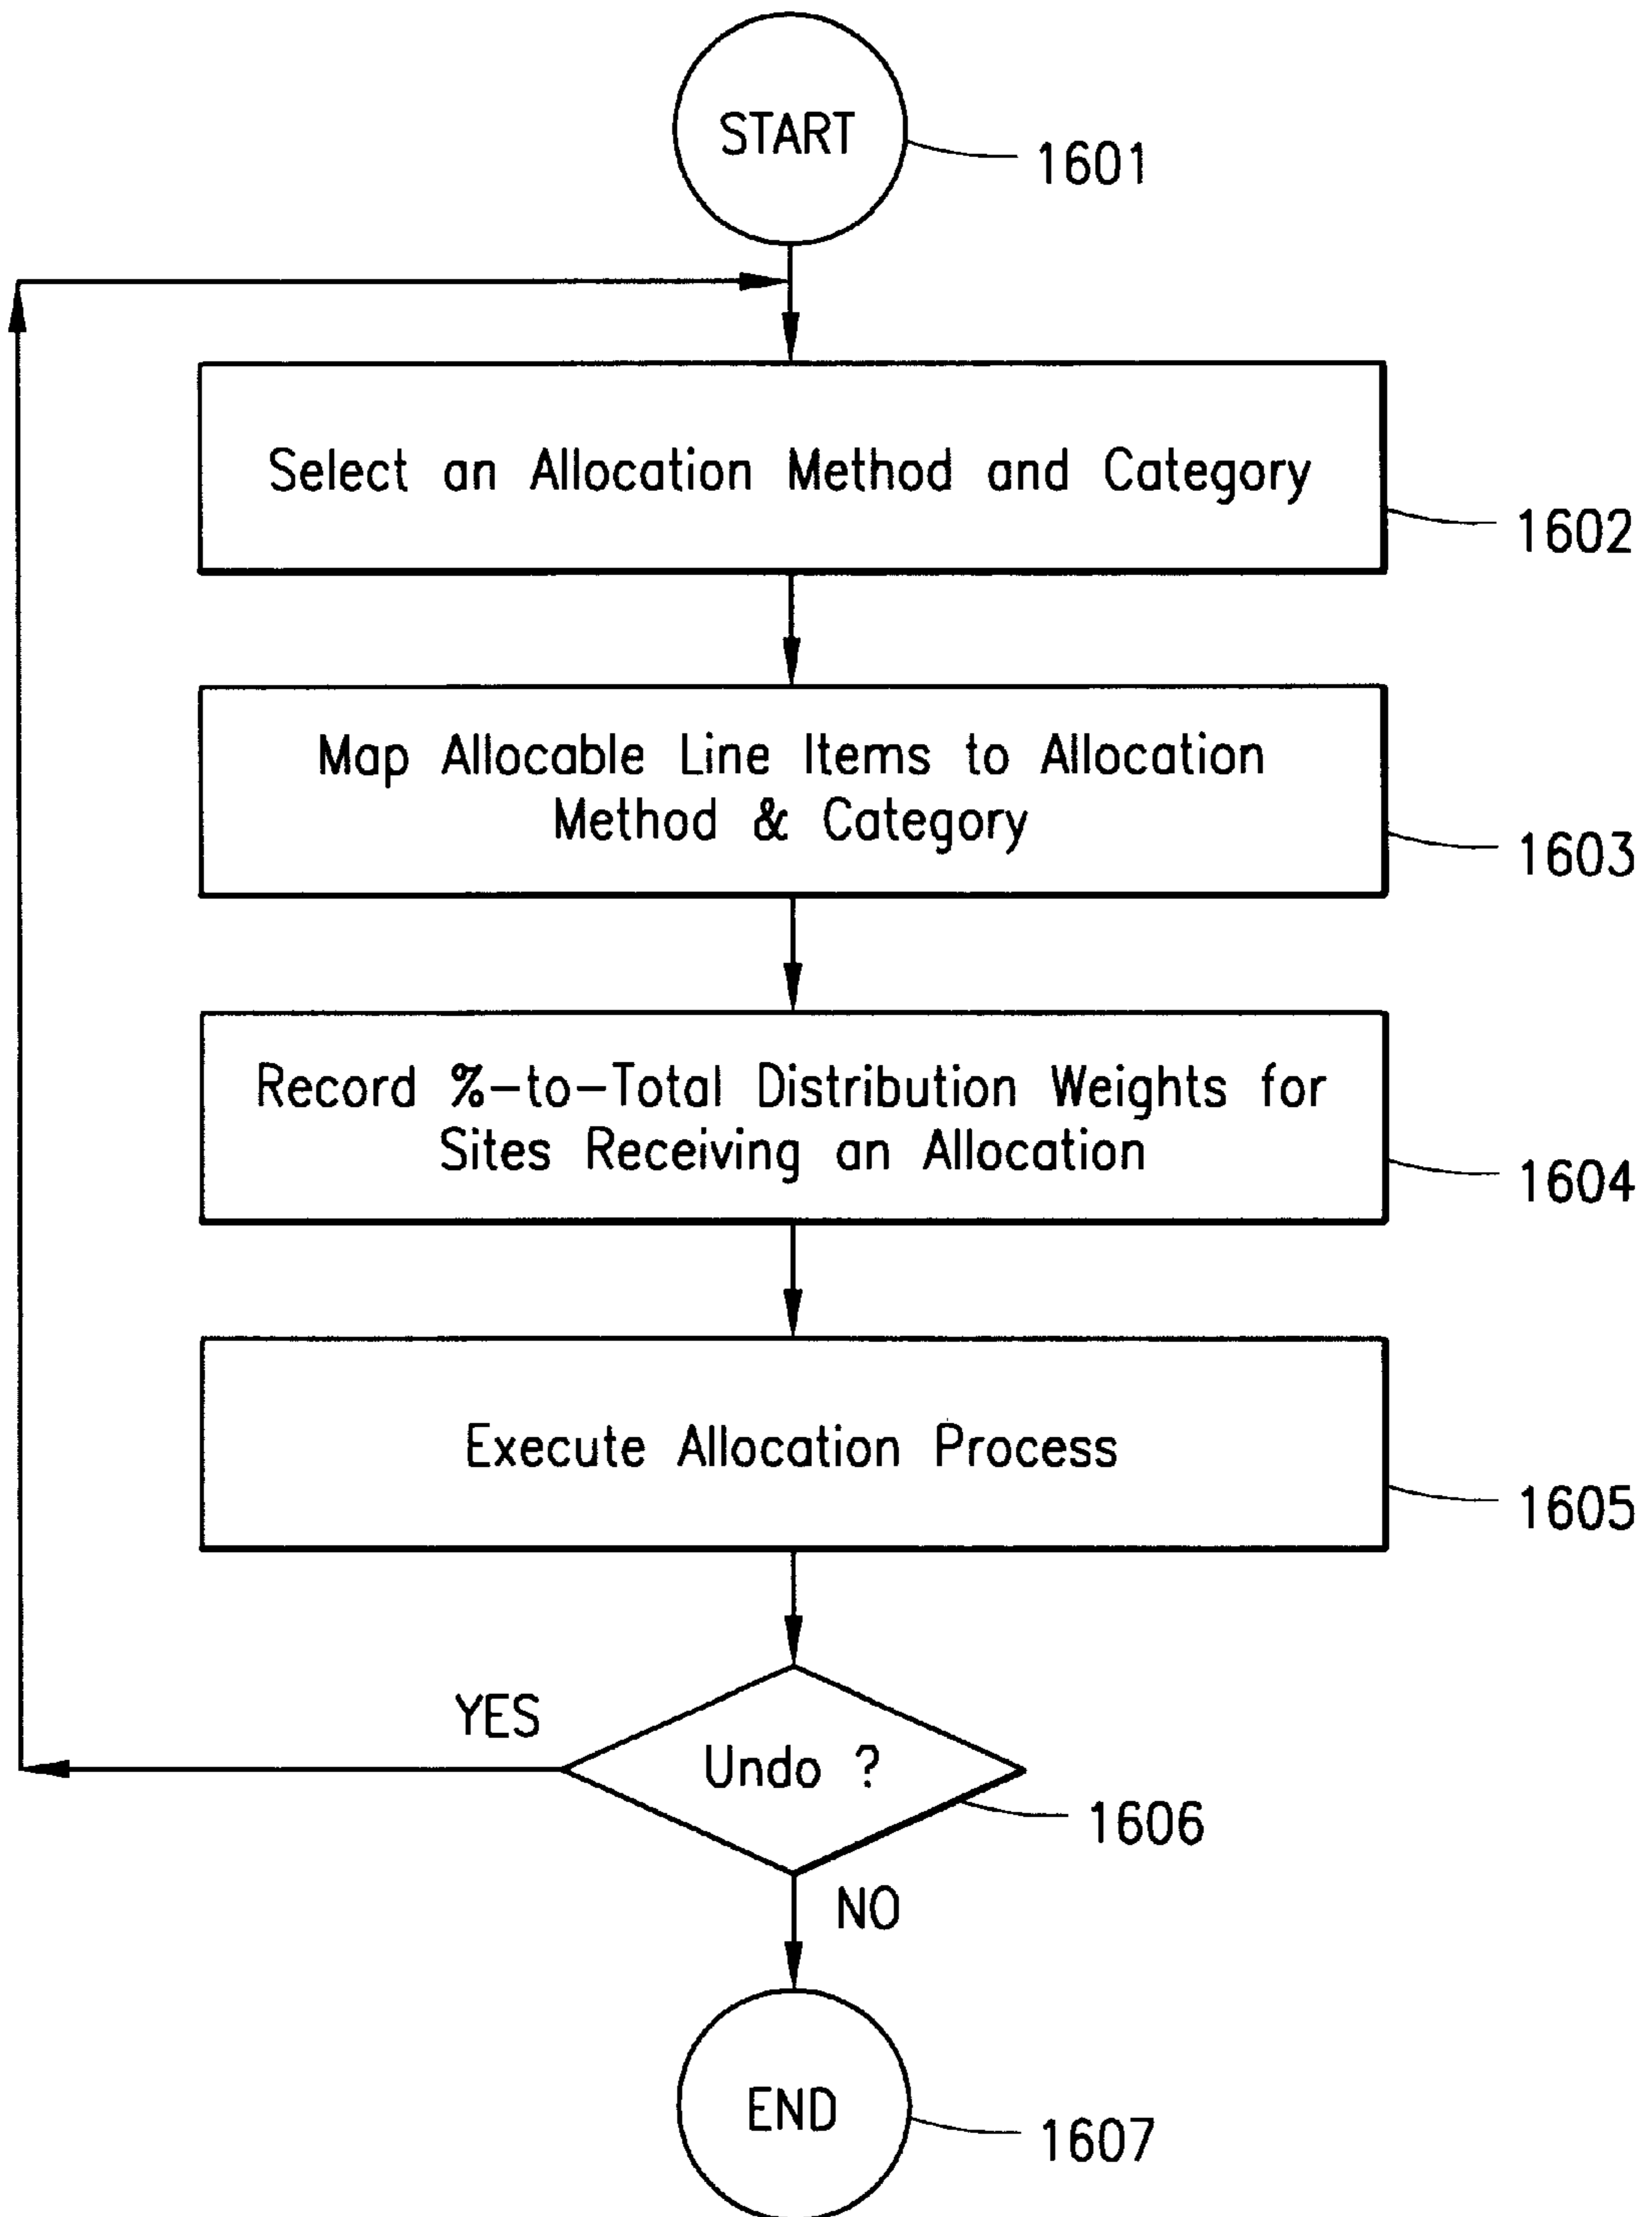 START
1601
Select an Allocation Method and Category
1602
Map Allocable Line Items to Allocation
Method & Category
1603
Record %-to-Total Distribution Weights for
Sites Receiving an Allocation
1604
Execute Allocation Process
1605
YES
Undo ?
1606
NO
END
1607